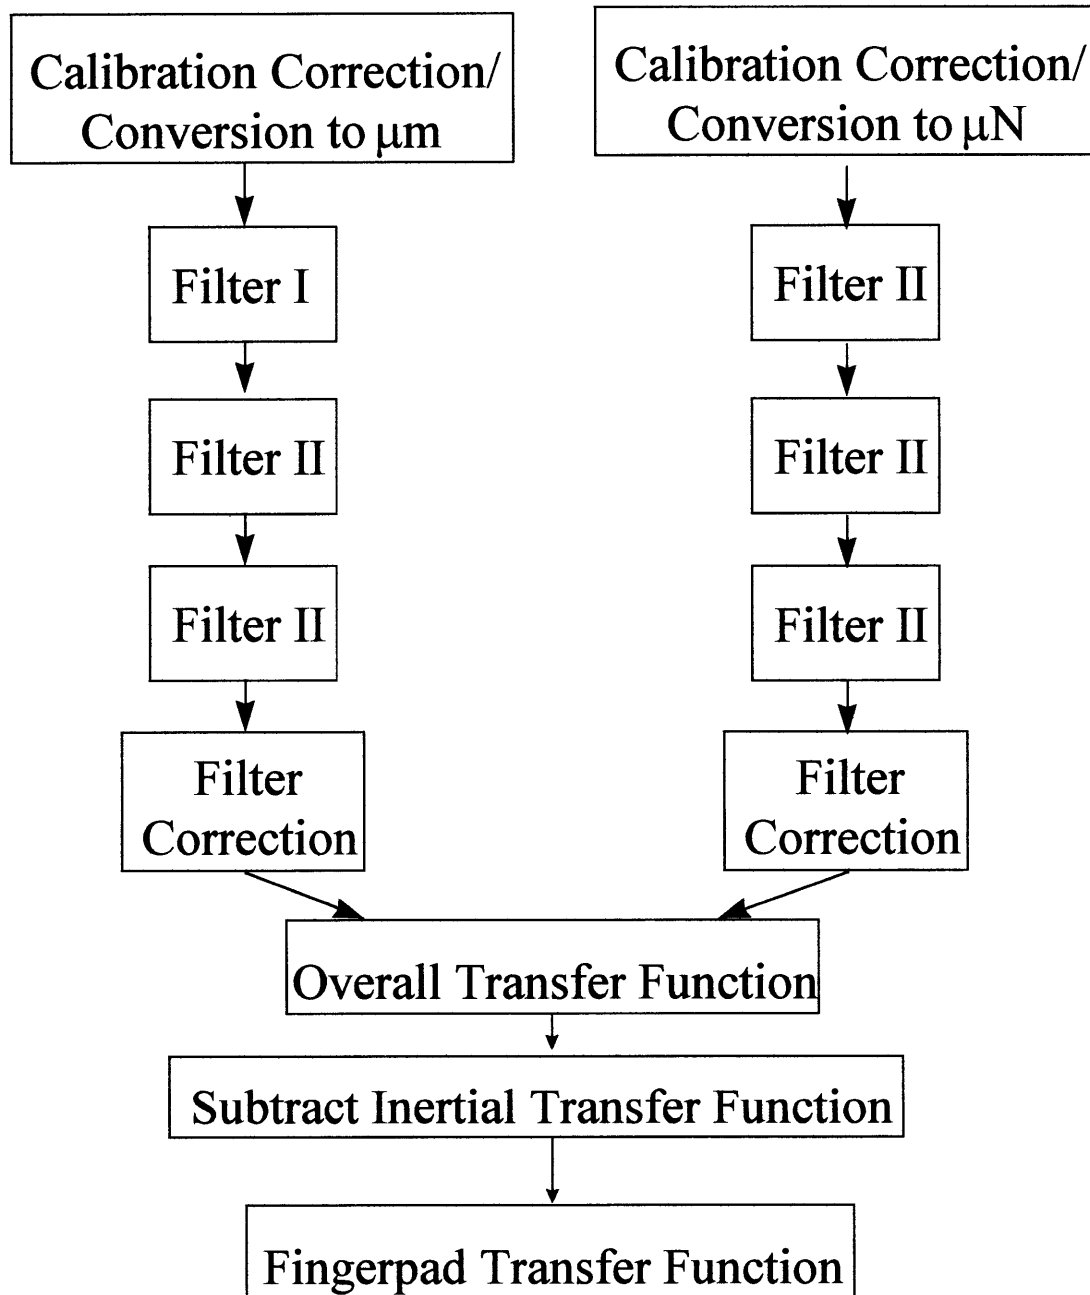 Calibration Correction/
Conversion to µm
Filter I
Filter II
Filter II
Filter
Correction
Calibration Correction/
Conversion to µN
Filter II
Filter II
Filter II
Filter
Correction
Overall Transfer Function
Subtract Inertial Transfer Function
Fingerpad Transfer Function